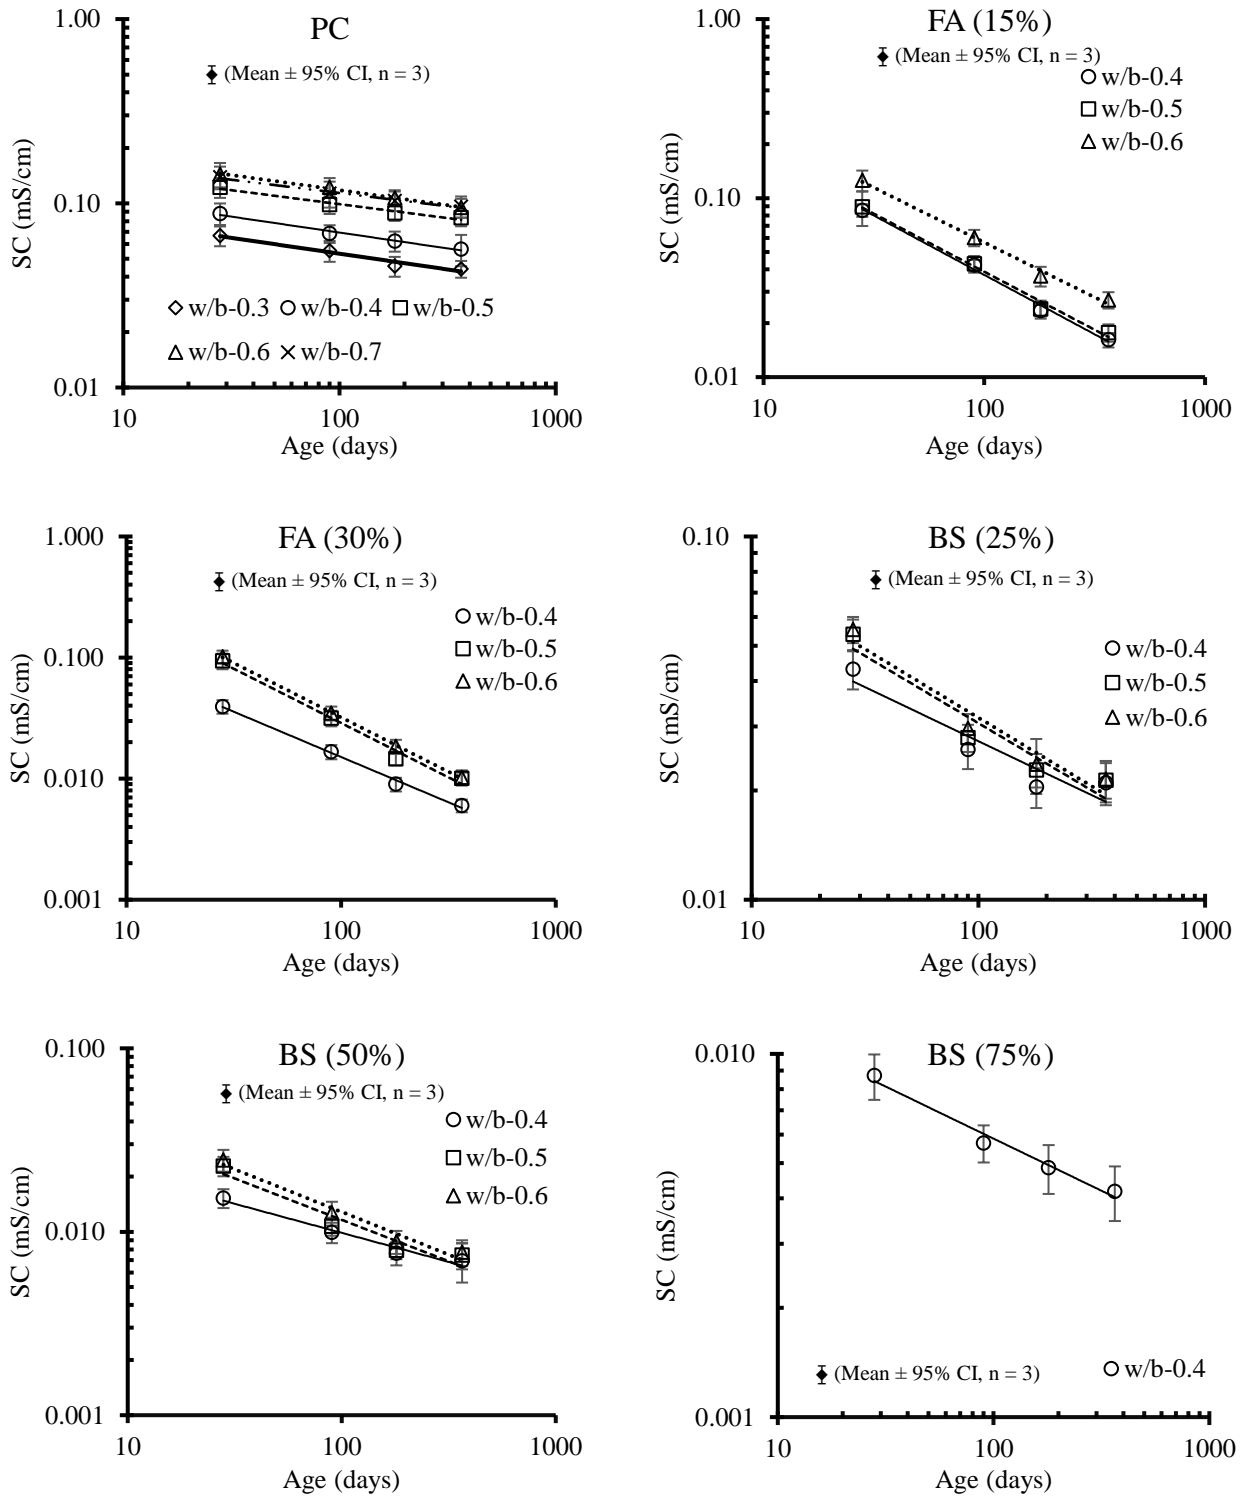 PC
(Mean ± 95% CI, n = 3)
1.00
0.10
0.01
SC (mS/cm)
w/b-0.3 w/b-0.4 w/b-0.5
w/b-0.6 w/b-0.7
10 100 1000
Age (days)
FA (15%)
(Mean ± 95% CI, n = 3)
w/b-0.4
w/b-0.5
w/b-0.6
1.00
0.10
0.01
SC (mS/cm)
10 100 1000
Age (days)
FA (30%)
(Mean ± 95% CI, n = 3)
w/b-0.4
w/b-0.5
w/b-0.6
1.000
0.100
0.010
0.001
SC (mS/cm)
10 100 1000
Age (days)
BS (25%)
(Mean ± 95% CI, n = 3)
w/b-0.4
w/b-0.5
w/b-0.6
0.10
0.01
SC (mS/cm)
10 100 1000
Age (days)
BS (50%)
(Mean ± 95% CI, n = 3)
w/b-0.4
w/b-0.5
w/b-0.6
0.100
0.010
0.001
SC (mS/cm)
10 100 1000
Age (days)
BS (75%)
0.010
0.001
SC (mS/cm)
(Mean ± 95% CI, n = 3)
w/b-0.4
10 100 1000
Age (days)